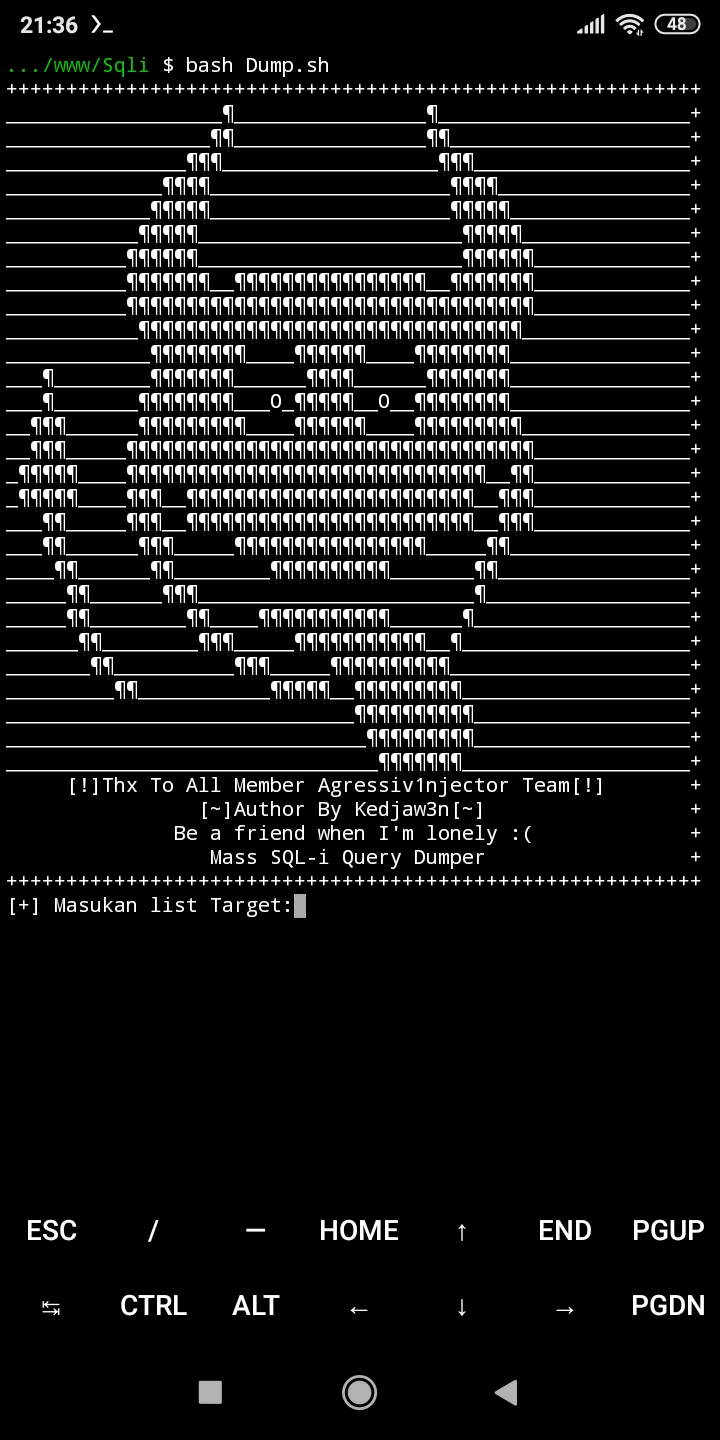 21:36
48
.../www/Sqli $ bash Dump.sh
[!]Thx To All Member Agressiv1njector Team[!]
[~]Author By Kedjaw3n[~]
Be a friend when I'm lonely :(
Mass SQL-i Query Dumper
[+] Masukan list Target:
ESC / — HOME ↑ END PGUP
↹ CTRL ALT ← ↓ → PGDN